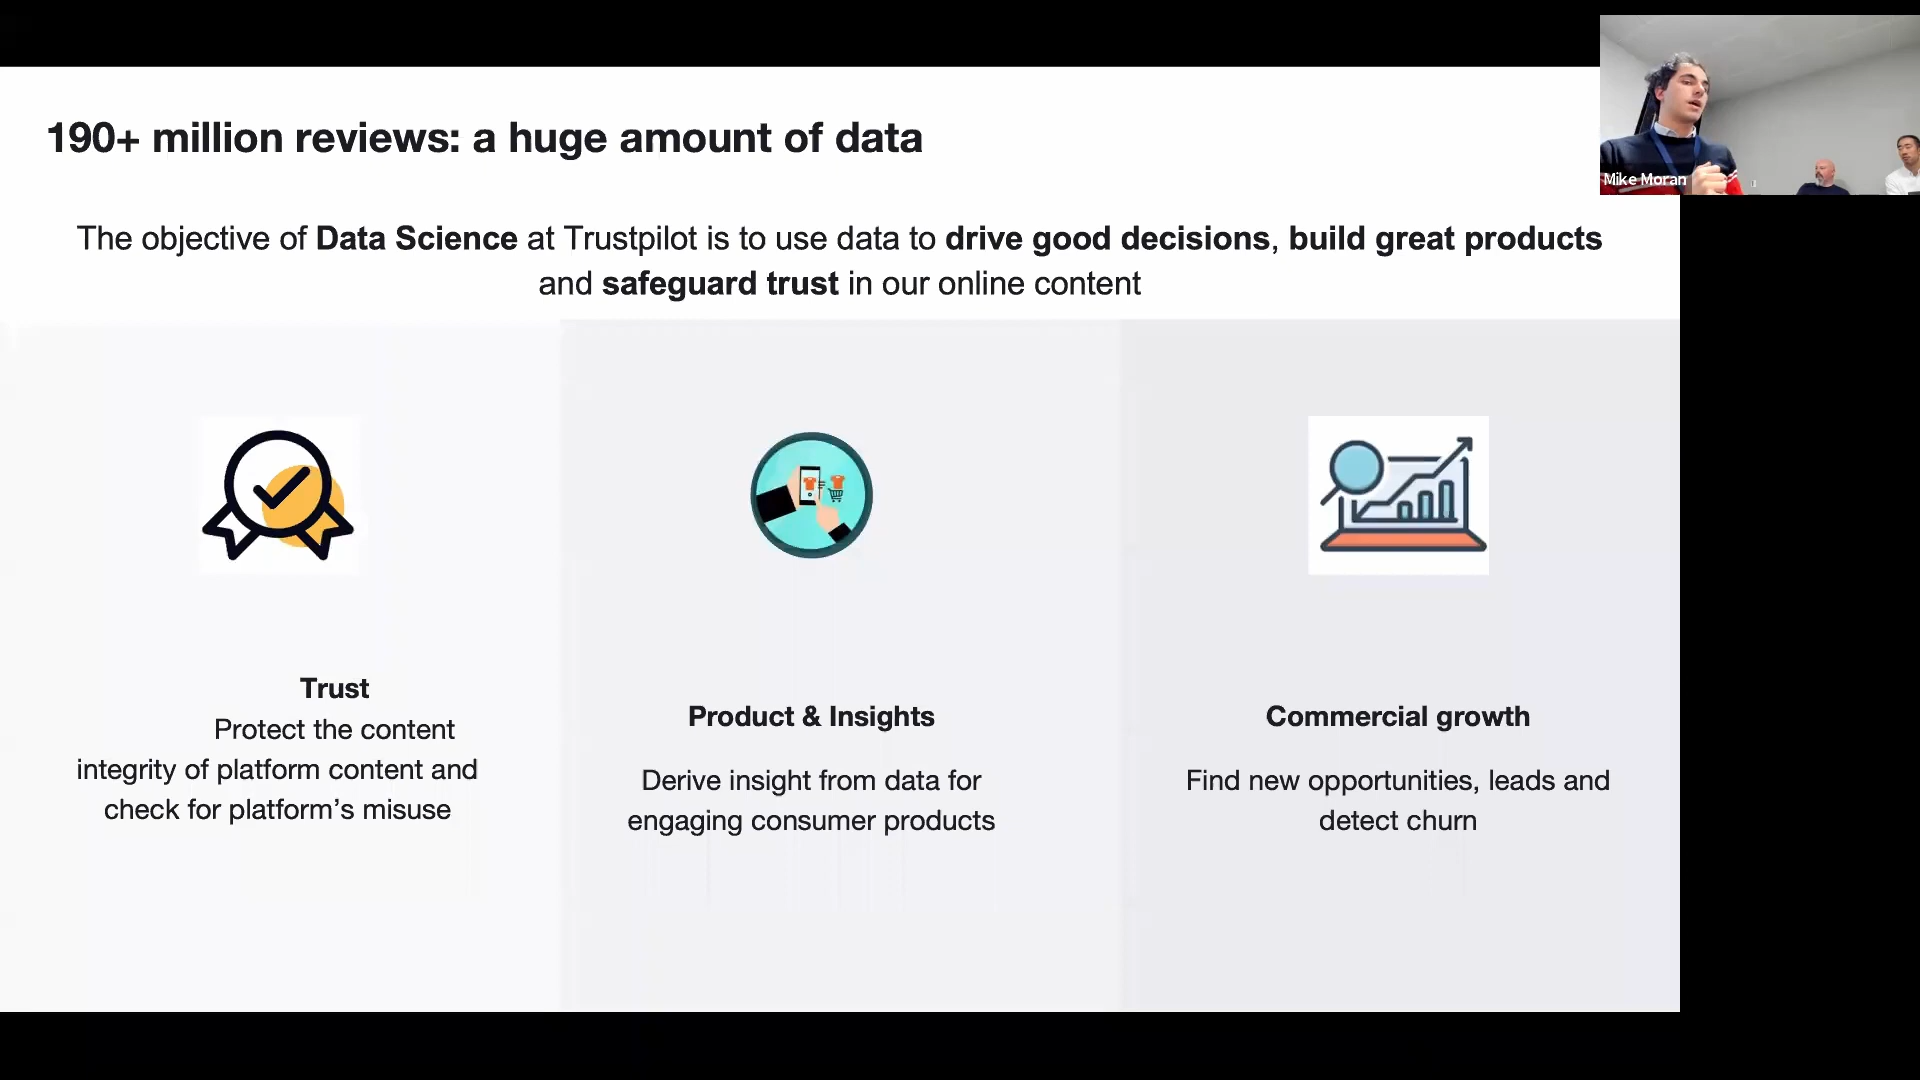 190+ million reviews: a huge amount of data
Mike Moran
The objective of Data Science at Trustpilot is to use data to drive good decisions, build great products
and safeguard trust in our online content
Trust
Protect the content
integrity of platform content and
check for platform’s misuse
Product & Insights
Derive insight from data for
engaging consumer products
Commercial growth
Find new opportunities, leads and
detect churn